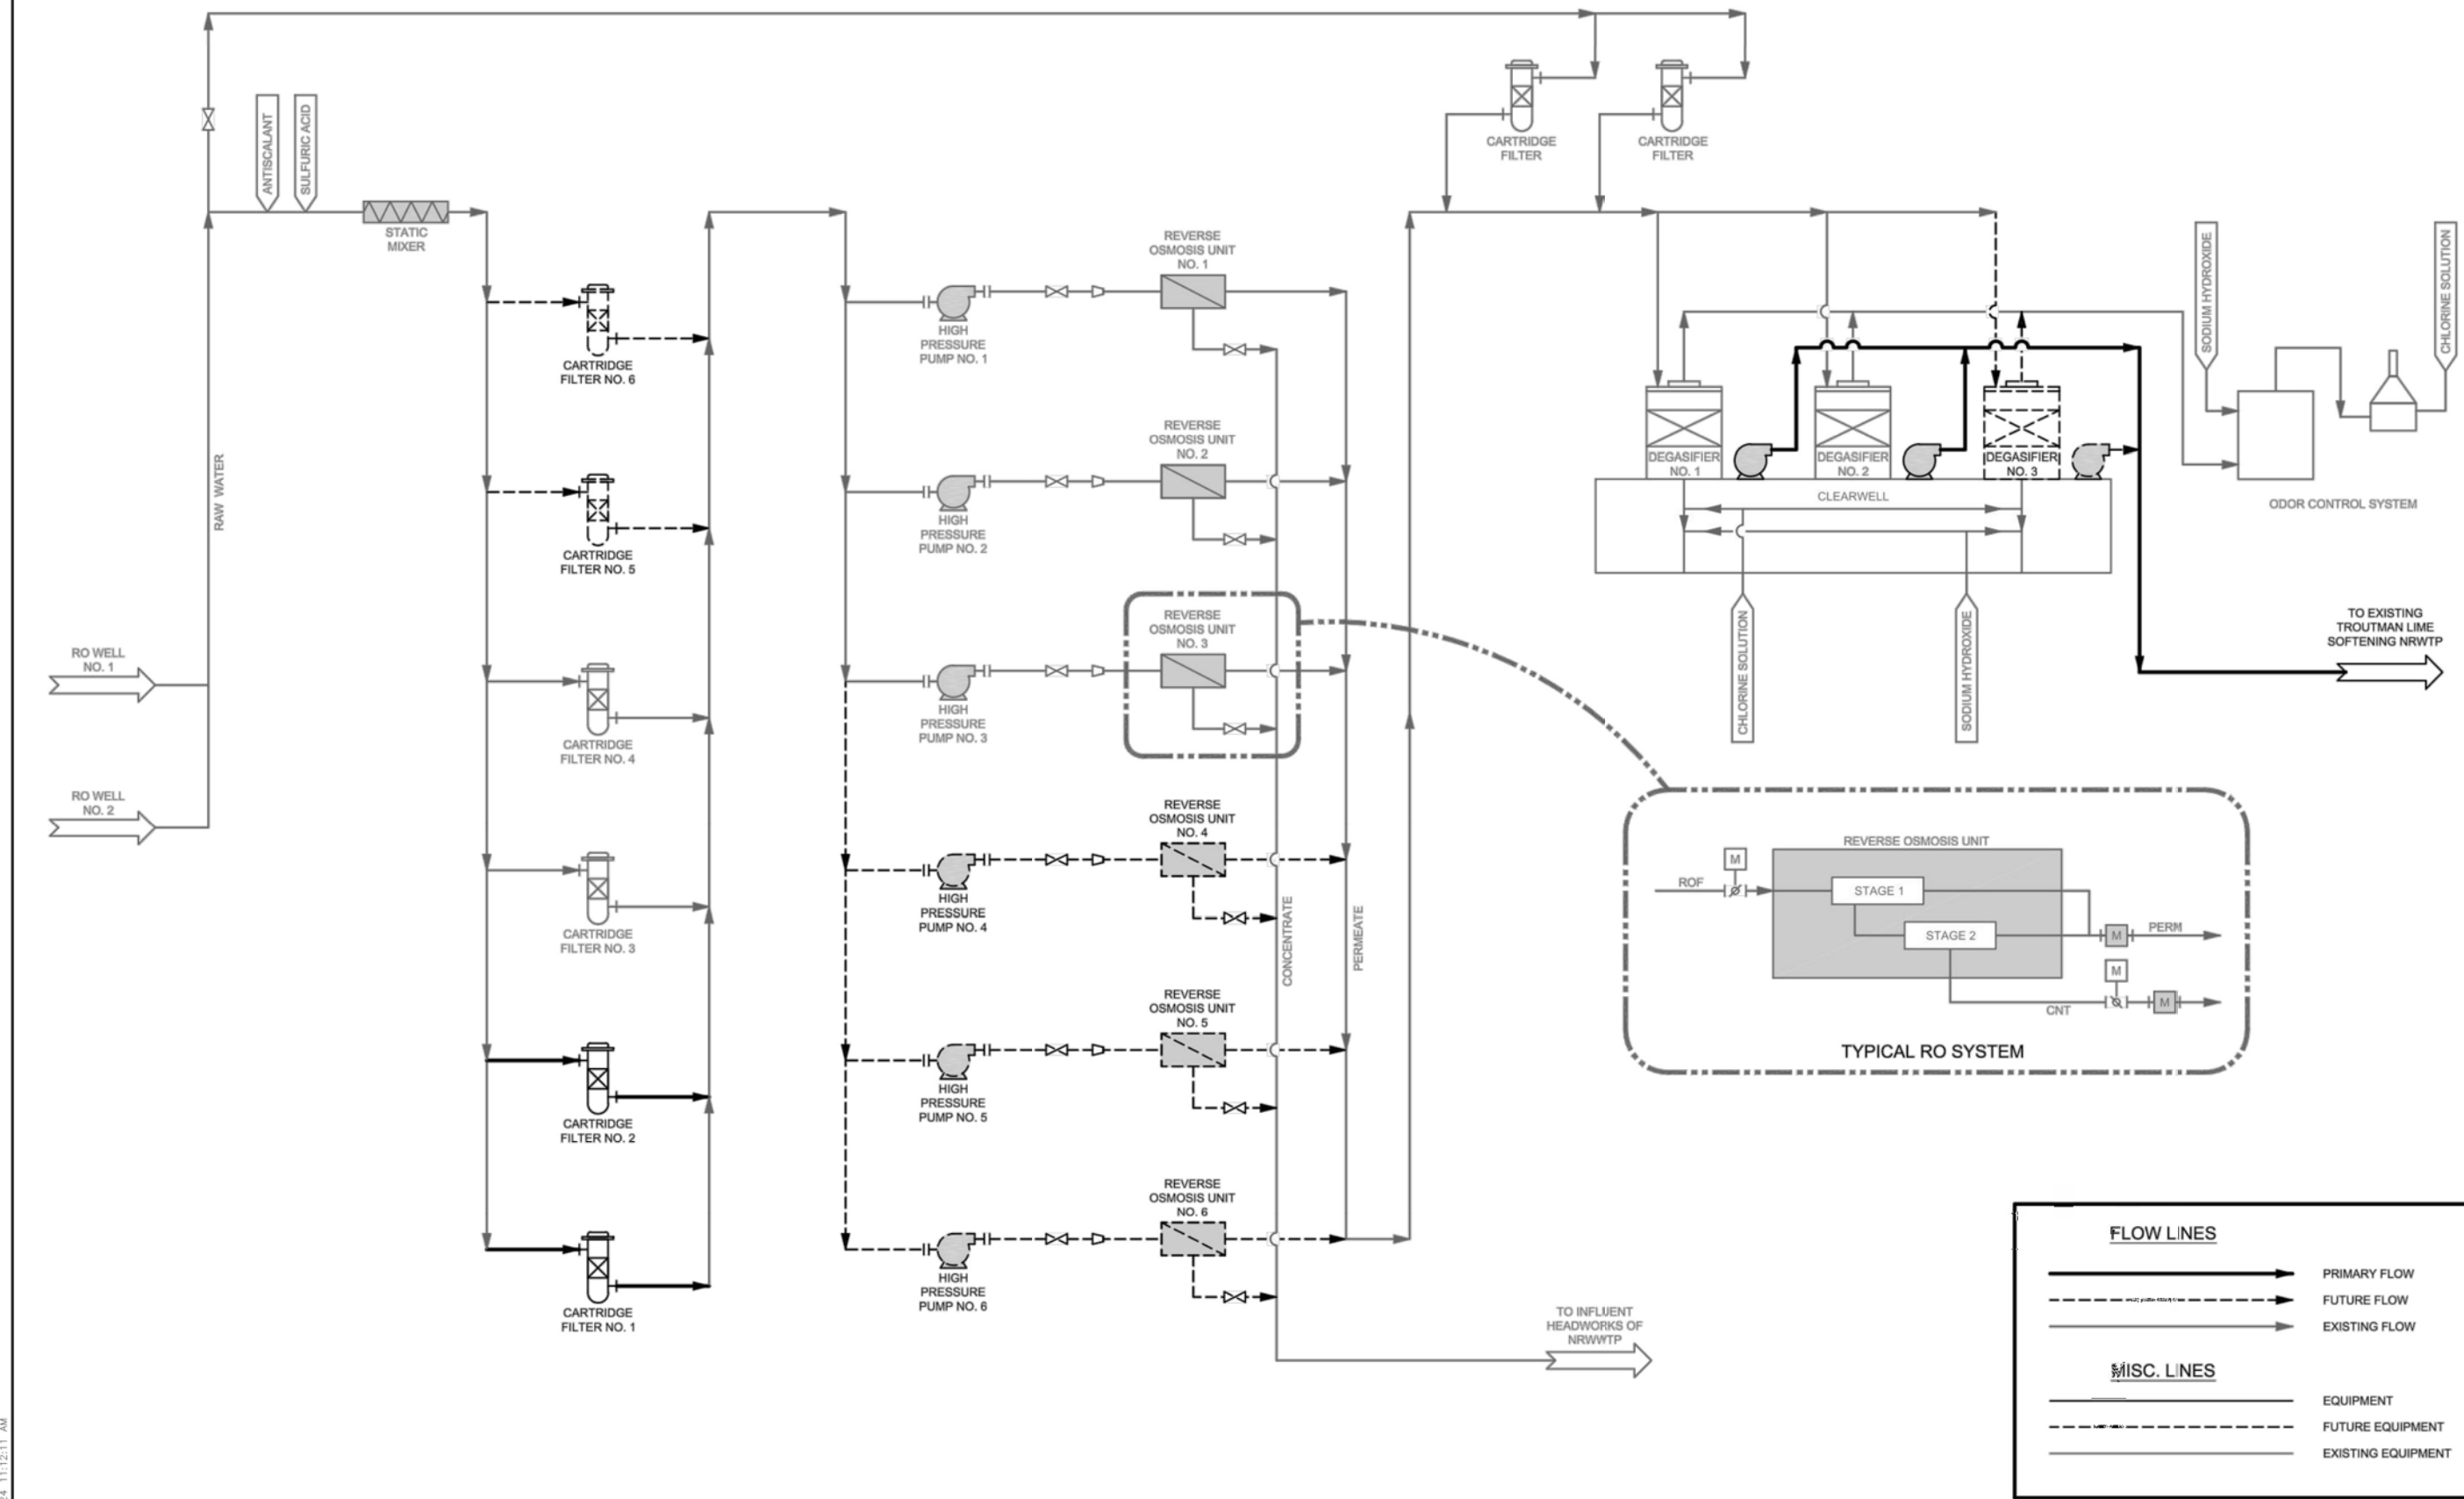 ANTISCALANT
SULFURIC ACID
STATIC
MIXER
RAW WATER
RO WELL
NO. 1
RO WELL
NO. 2
CARTRIDGE
FILTER NO. 6
CARTRIDGE
FILTER NO. 5
CARTRIDGE
FILTER NO. 4
CARTRIDGE
FILTER NO. 3
CARTRIDGE
FILTER NO. 2
CARTRIDGE
FILTER NO. 1
HIGH
PRESSURE
PUMP NO. 1
HIGH
PRESSURE
PUMP NO. 2
HIGH
PRESSURE
PUMP NO. 3
HIGH
PRESSURE
PUMP NO. 4
HIGH
PRESSURE
PUMP NO. 5
HIGH
PRESSURE
PUMP NO. 6
REVERSE
OSMOSIS UNIT
NO. 1
REVERSE
OSMOSIS UNIT
NO. 2
REVERSE
OSMOSIS UNIT
NO. 3
REVERSE
OSMOSIS UNIT
NO. 4
REVERSE
OSMOSIS UNIT
NO. 5
REVERSE
OSMOSIS UNIT
NO. 6
CONCENTRATE
PERMEATE
TO INFLUENT
HEADWORKS OF
NRWWTP
CARTRIDGE
FILTER
CARTRIDGE
FILTER
DEGASIFIER
NO. 1
DEGASIFIER
NO. 2
DEGASIFIER
NO. 3
CLEARWELL
CHLORINE SOLUTION
SODIUM HYDROXIDE
SODIUM HYDROXIDE
CHLORINE SOLUTION
ODOR CONTROL SYSTEM
TO EXISTING
TROUTMAN LIME
SOFTENING NRWTP
REVERSE OSMOSIS UNIT
M
ROF
STAGE 1
STAGE 2
M
PERM
M
M
CNT
TYPICAL RO SYSTEM
FLOW LINES
PRIMARY FLOW
FUTURE FLOW
EXISTING FLOW
MISC. LINES
EQUIPMENT
FUTURE EQUIPMENT
EXISTING EQUIPMENT
24 11:12:11 AM